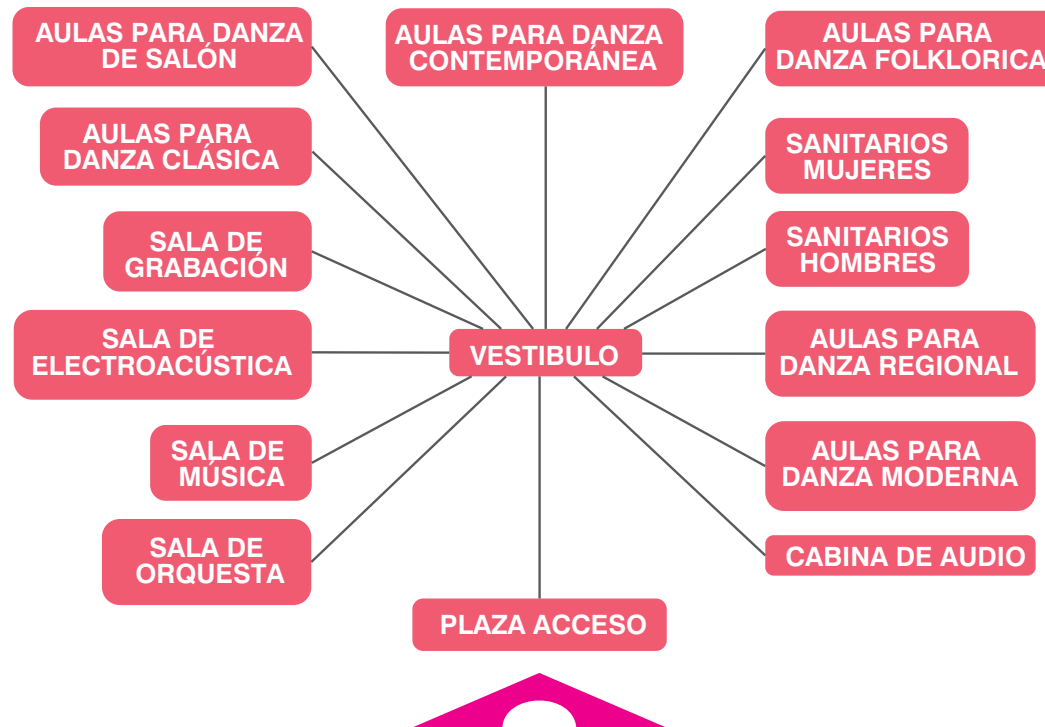 AULAS PARA DANZA
DE SALÓN
AULAS PARA DANZA
CONTEMPORÁNEA
AULAS PARA
DANZA FOLKLORICA
AULAS PARA
DANZA CLÁSICA
SANITARIOS
MUJERES
SALA DE
GRABACIÓN
SANITARIOS
HOMBRES
SALA DE
ELECTROACÚSTICA
VESTIBULO
AULAS PARA
DANZA REGIONAL
SALA DE
MÚSICA
AULAS PARA
DANZA MODERNA
SALA DE
ORQUESTA
CABINA DE AUDIO
PLAZA ACCESO